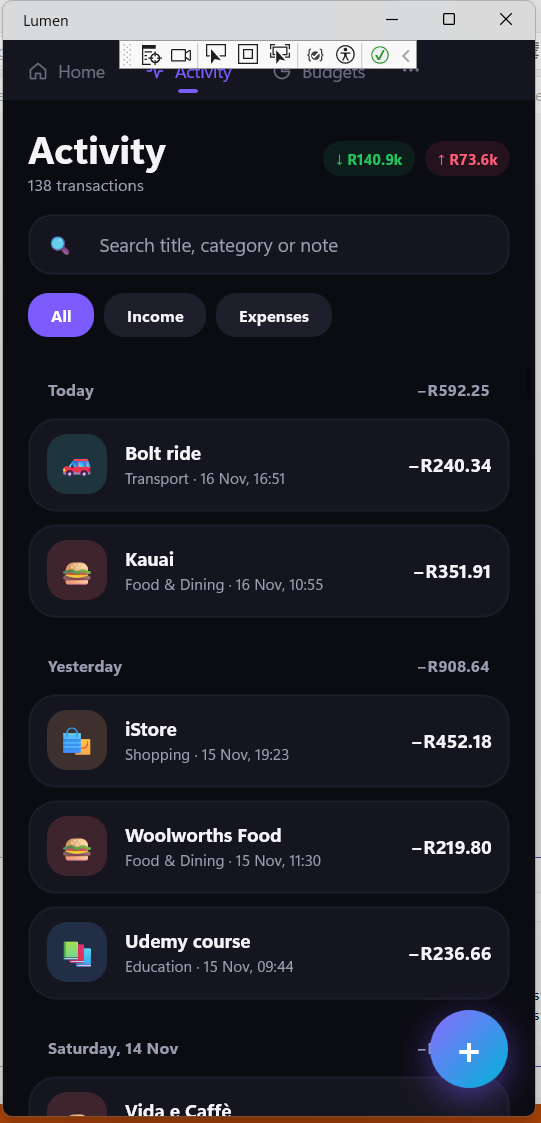 Lumen
Home
Activity
Budgets
Activity
↓ R140.9k
↑ R73.6k
138 transactions
Search title, category or note
All
Income
Expenses
Today
−R592.25
Bolt ride
Transport · 16 Nov, 16:51
−R240.34
Kauai
Food & Dining · 16 Nov, 10:55
−R351.91
Yesterday
−R908.64
iStore
Shopping · 15 Nov, 19:23
−R452.18
Woolworths Food
Food & Dining · 15 Nov, 11:30
−R219.80
Udemy course
Education · 15 Nov, 09:44
−R236.66
Saturday, 14 Nov
Vida e Caffè